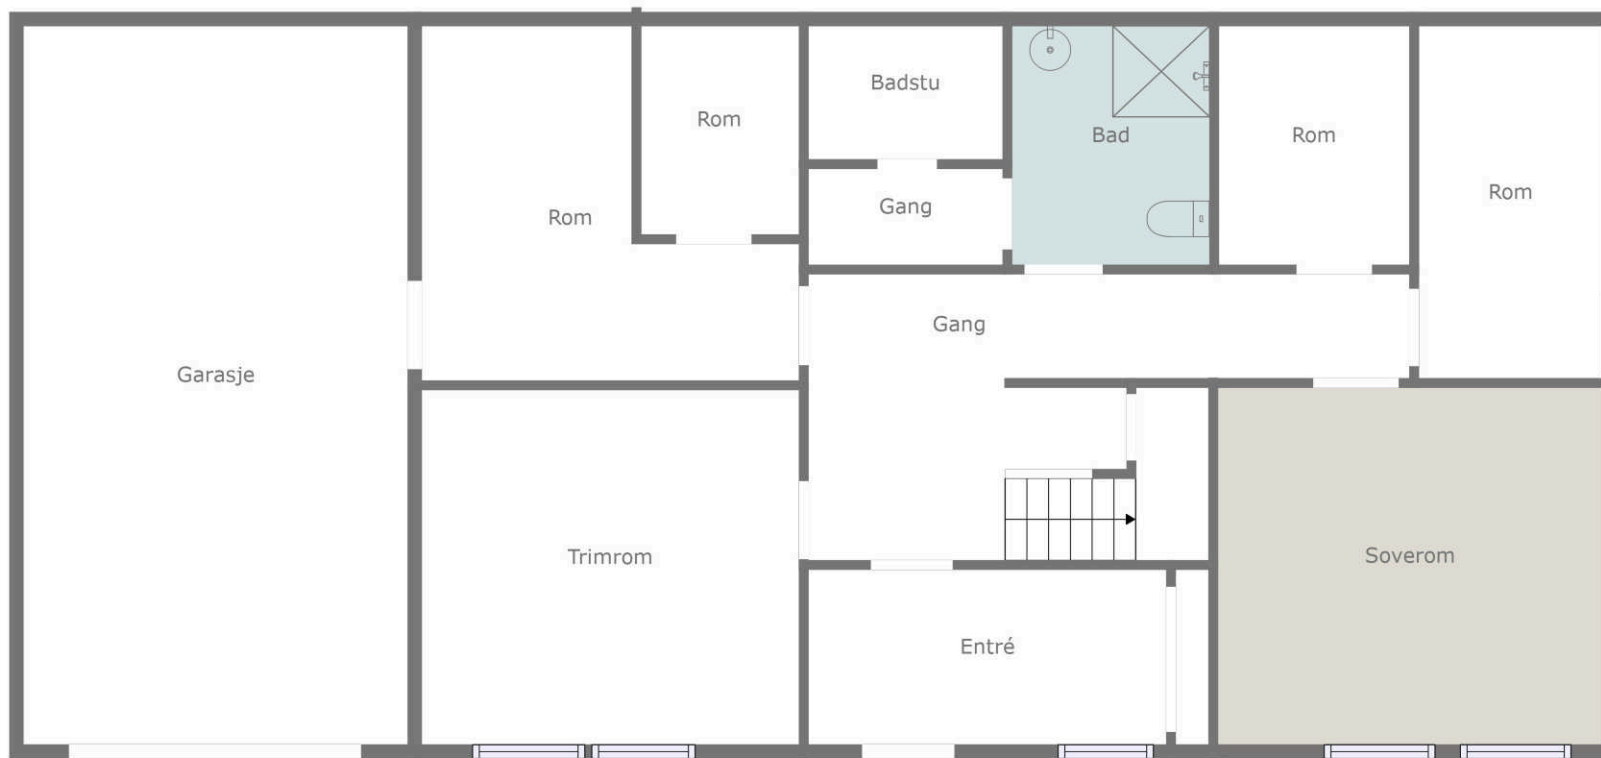 Badstu
Rom
Bad
Rom
Rom
Gang
Rom
Gang
Garasje
Trimrom
Soverom
Entré